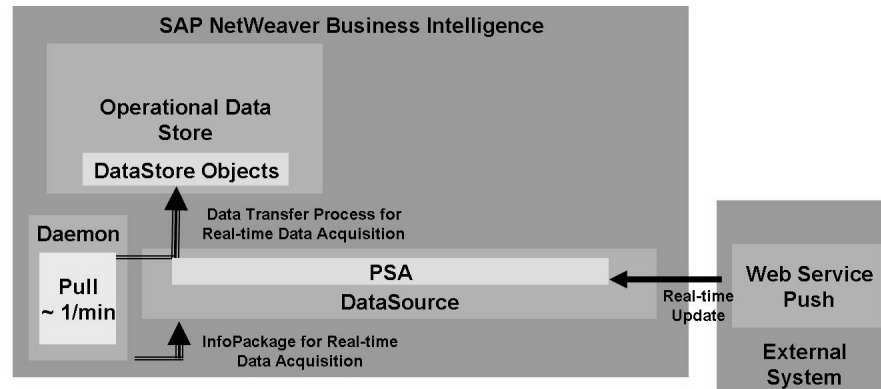 SAP NetWeaver Business Intelligence
Operational Data
Store
DataStore Objects
Data Transfer Process for
Real-time Data Acquisition
Daemon
Pull
~ 1/min
PSA
DataSource
InfoPackage for Real-time
Data Acquisition
Real-time
Update
Web Service
Push
External
System